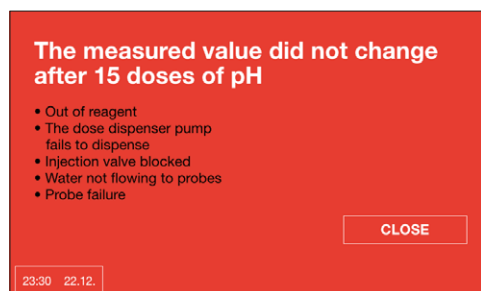 The measured value did not change
after 15 doses of pH
• Out of reagent
• The dose dispenser pump
fails to dispense
• Injection valve blocked
• Water not flowing to probes
• Probe failure
CLOSE
23:30 22.12.